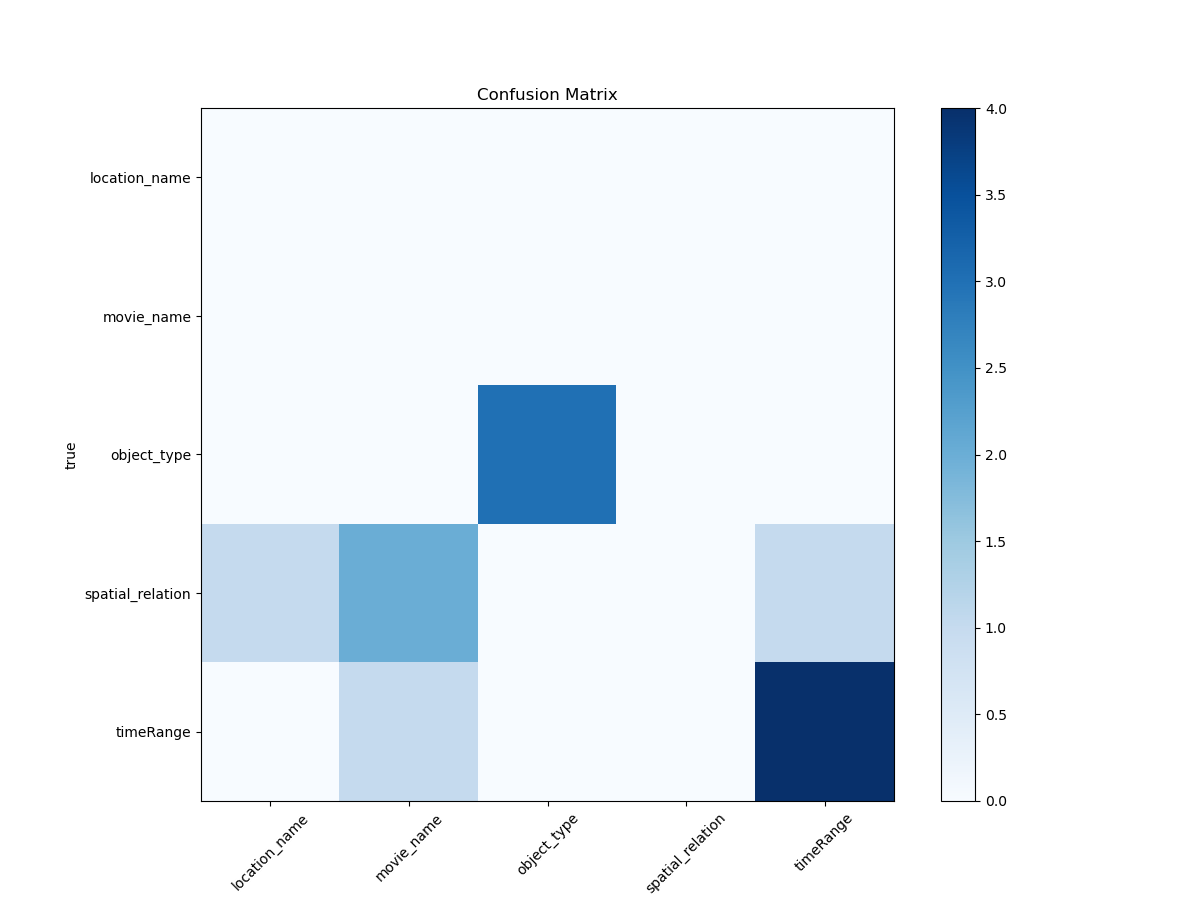 Confusion Matrix
location_name
movie_name
object_type
spatial_relation
timeRange
true
location_name
movie_name
object_type
spatial_relation
timeRange
4.0
3.5
3.0
2.5
2.0
1.5
1.0
0.5
0.0